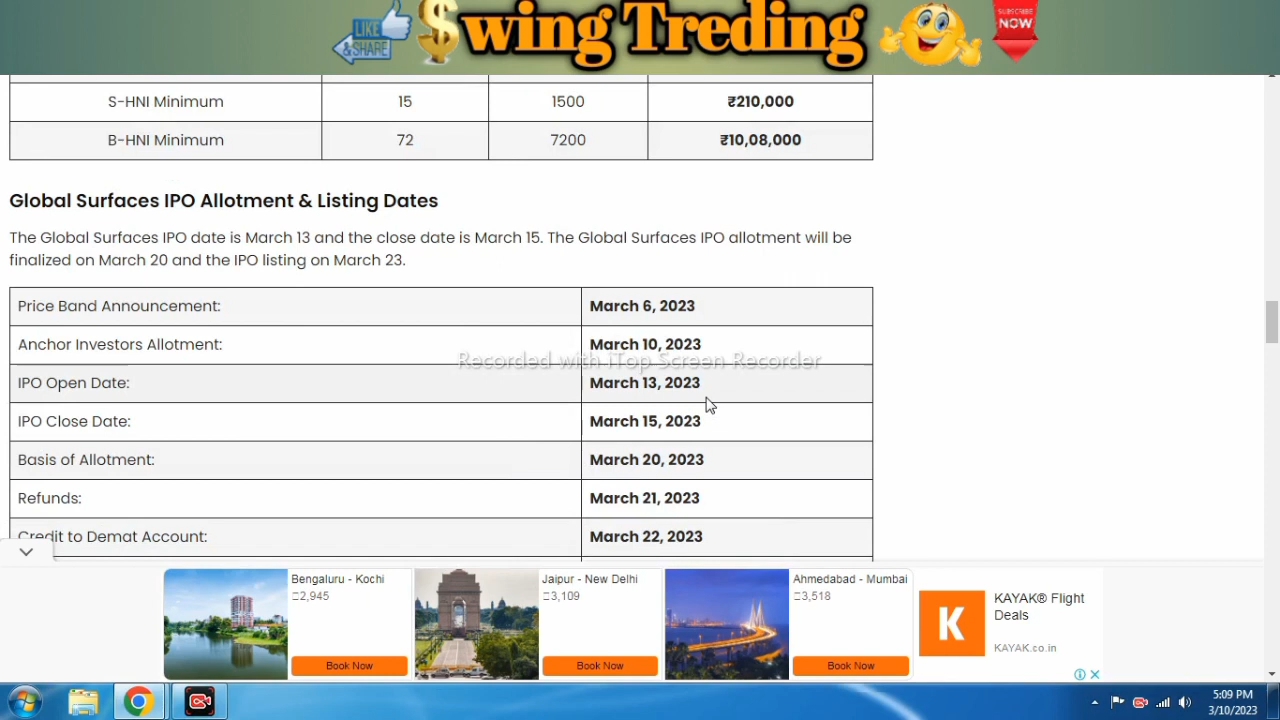 LIKE
&SHARE
$wing Treding
SUBSCRIBE
NOW
S-HNI Minimum 15 1500 ₹210,000
B-HNI Minimum 72 7200 ₹10,08,000
Global Surfaces IPO Allotment & Listing Dates
The Global Surfaces IPO date is March 13 and the close date is March 15. The Global Surfaces IPO allotment will be
finalized on March 20 and the IPO listing on March 23.
Price Band Announcement: March 6, 2023
Anchor Investors Allotment: March 10, 2023
Recorded with iTop Screen Recorder
IPO Open Date: March 13, 2023
IPO Close Date: March 15, 2023
Basis of Allotment: March 20, 2023
Refunds: March 21, 2023
Credit to Demat Account: March 22, 2023
Bengaluru - Kochi
2,945
Book Now
Jaipur - New Delhi
3,109
Book Now
Ahmedabad - Mumbai
3,518
Book Now
K
KAYAK® Flight
Deals
KAYAK.co.in
5:09 PM
3/10/2023